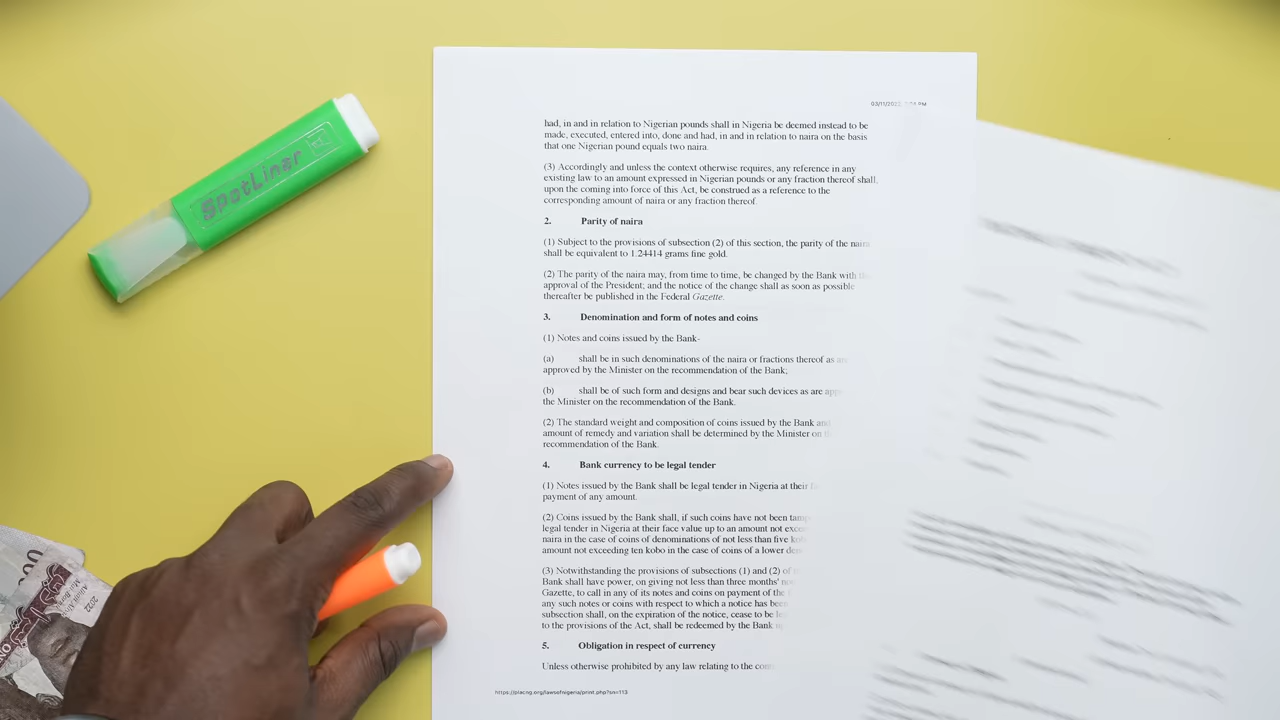 SpotLiner
03/11/2022,
had, in and in relation to Nigerian pounds shall in Nigeria be deemed instead to be
made, executed, entered into, done and had, in and in relation to naira on the basis
that one Nigerian pound equals two naira.
(3) Accordingly and unless the context otherwise requires, any reference in any
existing law to an amount expressed in Nigerian pounds or any fraction thereof shall,
upon the coming into force of this Act, be construed as a reference to the
corresponding amount of naira or any fraction thereof.
2. Parity of naira
(1) Subject to the provisions of subsection (2) of this section, the parity of the naira
shall be equivalent to 1.24414 grams fine gold.
(2) The parity of the naira may, from time to time, be changed by the Bank with the
approval of the President; and the notice of the change shall as soon as possible
thereafter be published in the Federal Gazette.
3. Denomination and form of notes and coins
(1) Notes and coins issued by the Bank-
(a) shall be in such denominations of the naira or fractions thereof as
approved by the Minister on the recommendation of the Bank;
(b) shall be of such form and designs and bear such devices as are
the Minister on the recommendation of the Bank.
(2) The standard weight and composition of coins issued by the Bank and
amount of remedy and variation shall be determined by the Minister on
recommendation of the Bank.
4. Bank currency to be legal tender
(1) Notes issued by the Bank shall be legal tender in Nigeria at their
payment of any amount.
(2) Coins issued by the Bank shall, if such coins have not been
legal tender in Nigeria at their face value up to an amount not
naira in the case of coins of denominations of not less than five
amount not exceeding ten kobo in the case of coins of a lower
(3) Notwithstanding the provisions of subsections (1) and (2) of
Bank shall have power, on giving not less than three months'
Gazette, to call in any of its notes and coins on payment of the
any such notes or coins with respect to which a notice has
subsection shall, on the expiration of the notice, cease to be
to the provisions of the Act, shall be redeemed by the Bank
5. Obligation in respect of currency
Unless otherwise prohibited by any law relating to the
https://placng.org/lawsofnigeria/print.php?sn=113
2022